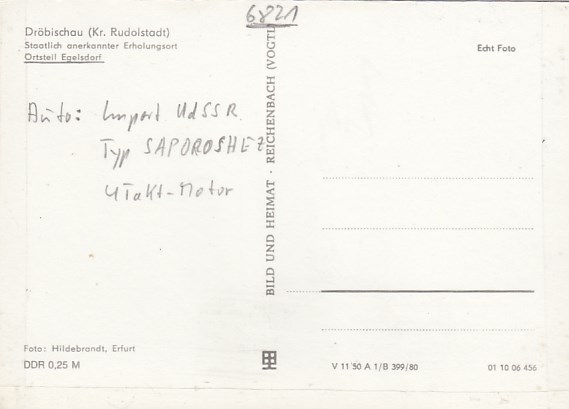 6821
Dröbischau (Kr. Rudolstadt)
Staatlich anerkannter Erholungsort
Ortsteil Egelsdorf
Echt Foto
Auto: Import UdSSR
Typ SAPOROSHEZ
4Takt-Motor
BILD UND HEIMAT · REICHENBACH (VOGTL
Foto: Hildebrandt, Erfurt
DDR 0,25 M
V 11 50 A 1/B 399/80
01 10 06 456